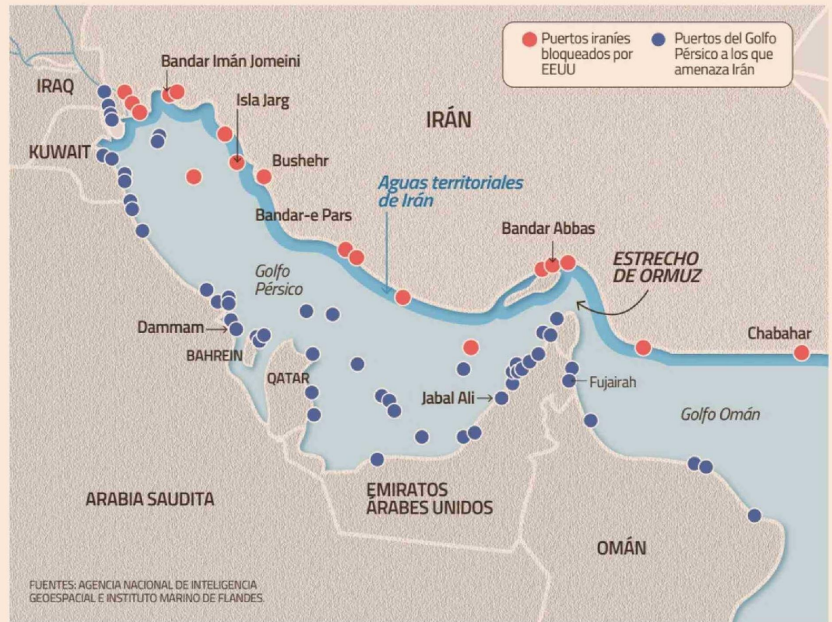 Puertos iraníes
bloqueados por
EEUU
Puertos del Golfo
Pérsico a los que
amenaza Irán
Bandar Imán Jomeini
IRAQ
Isla Jarg
IRÁN
KUWAIT
Bushehr
Aguas territoriales
de Irán
Bandar-e Pars
Bandar Abbas
ESTRECHO
DE ORMUZ
Golfo
Pérsico
Dammam
Chabahar
BAHREIN
QATAR
Jabal Ali
Fujairah
Golfo Omán
ARABIA SAUDITA
EMIRATOS
ÁRABES UNIDOS
OMÁN
FUENTES: AGENCIA NACIONAL DE INTELIGENCIA
GEOESPACIAL E INSTITUTO MARINO DE FLANDES.